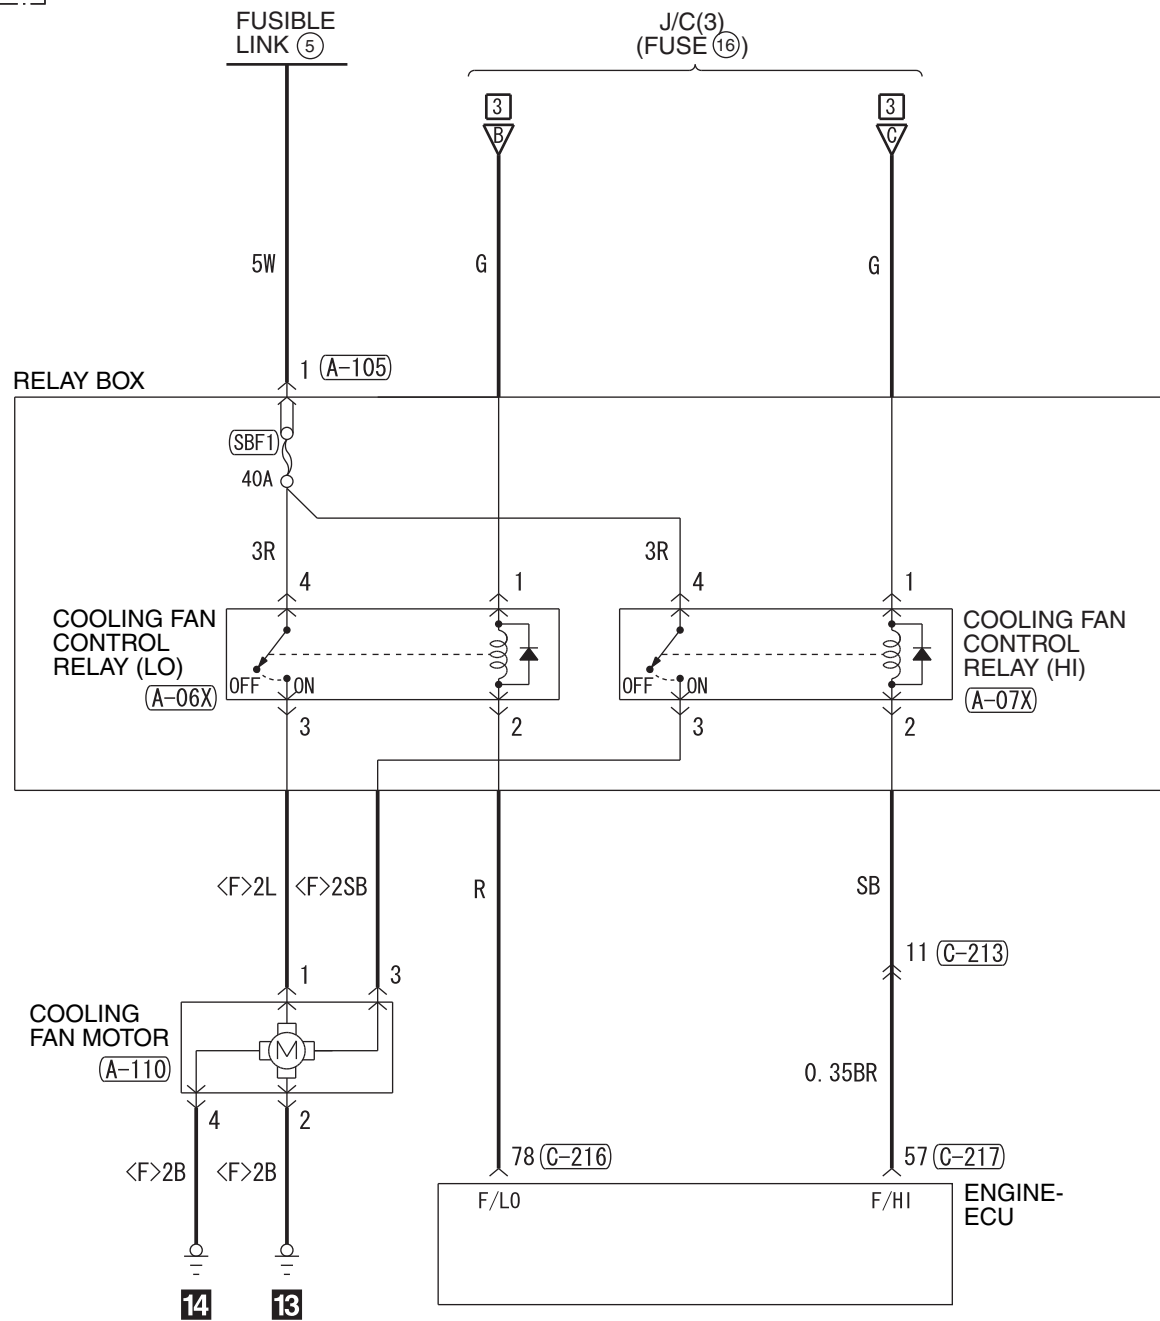 FUSIBLE
LINK 5
J/C(3)
(FUSE 16)
3
B
3
C
5W
G
G
1 A-105
RELAY BOX
SBF1
40A
3R
3R
4
1
4
1
COOLING FAN
CONTROL
RELAY (LO)
A-06X
OFF
ON
OFF
ON
COOLING FAN
CONTROL
RELAY (HI)
A-07X
3
2
3
2
<F>2L
<F>2SB
R
SB
11 C-213
1
3
COOLING
FAN MOTOR
A-110
M
0.35BR
4
2
<F>2B
<F>2B
78 C-216
57 C-217
F/LO
F/HI
ENGINE-
ECU
14
13